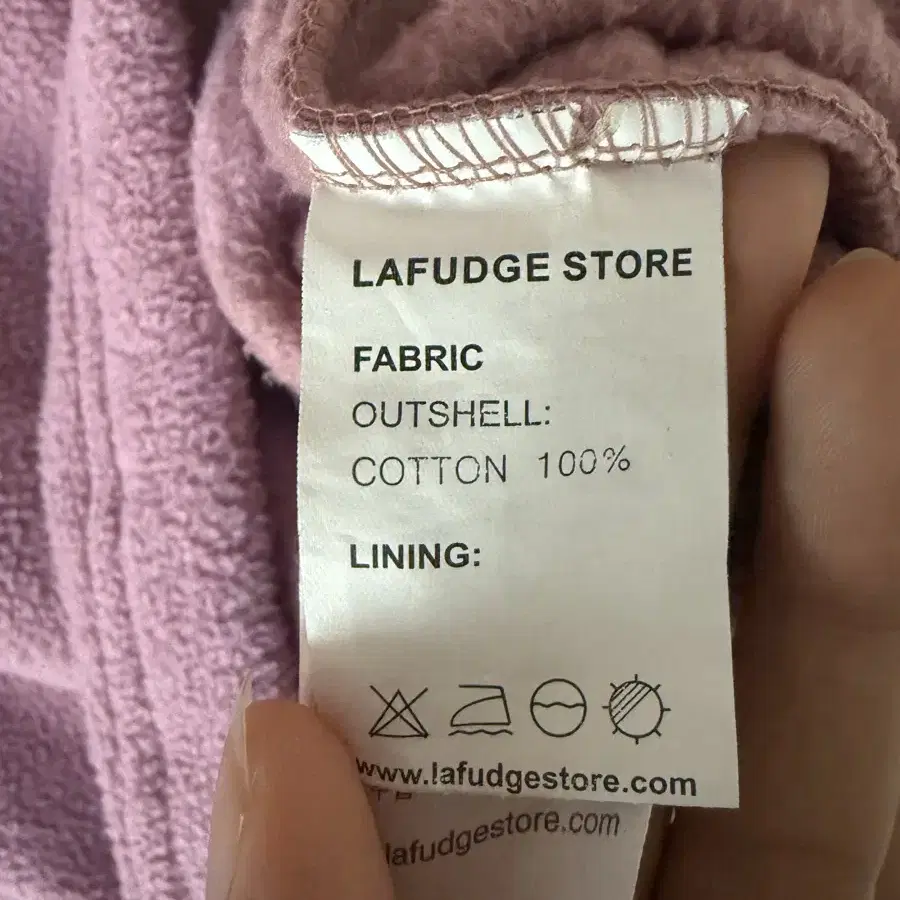 LAFUDGE STORE
FABRIC
OUTSHELL:
COTTON 100%
LINING:
www.lafudgestore.com
lafudgestore.com